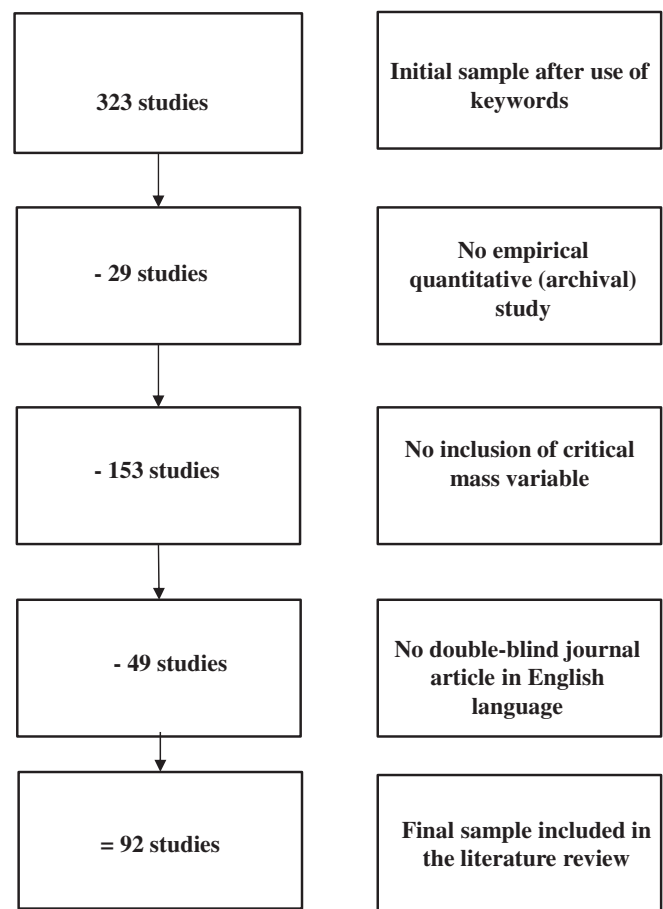 323 studies
Initial sample after use of
keywords
- 29 studies
No empirical
quantitative (archival)
study
- 153 studies
No inclusion of critical
mass variable
- 49 studies
No double-blind journal
article in English
language
= 92 studies
Final sample included in
the literature review